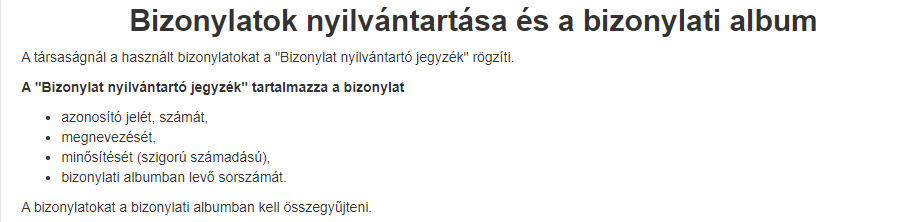 Bizonylatok nyilvántartása és a bizonylati album
A társaságnál a használt bizonylatokat a "Bizonylat nyilvántartó jegyzék" rögzíti.
A "Bizonylat nyilvántartó jegyzék" tartalmazza a bizonylat
• azonosító jelét, számát,
• megnevezését,
• minősítését (szigorú számadású),
• bizonylati albumban levő sorszámát.
A bizonylatokat a bizonylati albumban kell összegyűjteni.